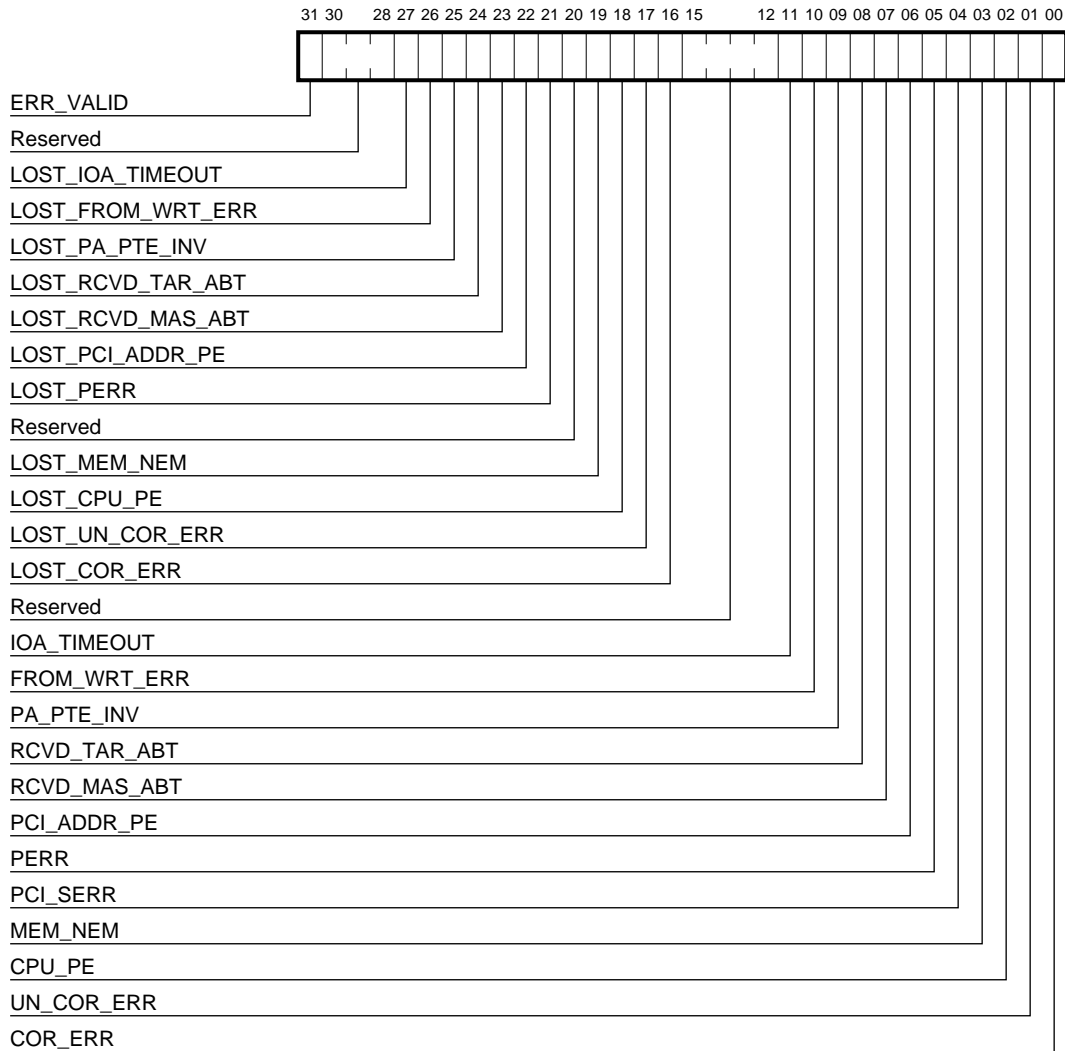 31 30 28 27 26 25 24 23 22 21 20 19 18 17 16 15 12 11 10 09 08 07 06 05 04 03 02 01 00
ERR_VALID
Reserved
LOST_IOA_TIMEOUT
LOST_FROM_WRT_ERR
LOST_PA_PTE_INV
LOST_RCVD_TAR_ABT
LOST_RCVD_MAS_ABT
LOST_PCI_ADDR_PE
LOST_PERR
Reserved
LOST_MEM_NEM
LOST_CPU_PE
LOST_UN_COR_ERR
LOST_COR_ERR
Reserved
IOA_TIMEOUT
FROM_WRT_ERR
PA_PTE_INV
RCVD_TAR_ABT
RCVD_MAS_ABT
PCI_ADDR_PE
PERR
PCI_SERR
MEM_NEM
CPU_PE
UN_COR_ERR
COR_ERR